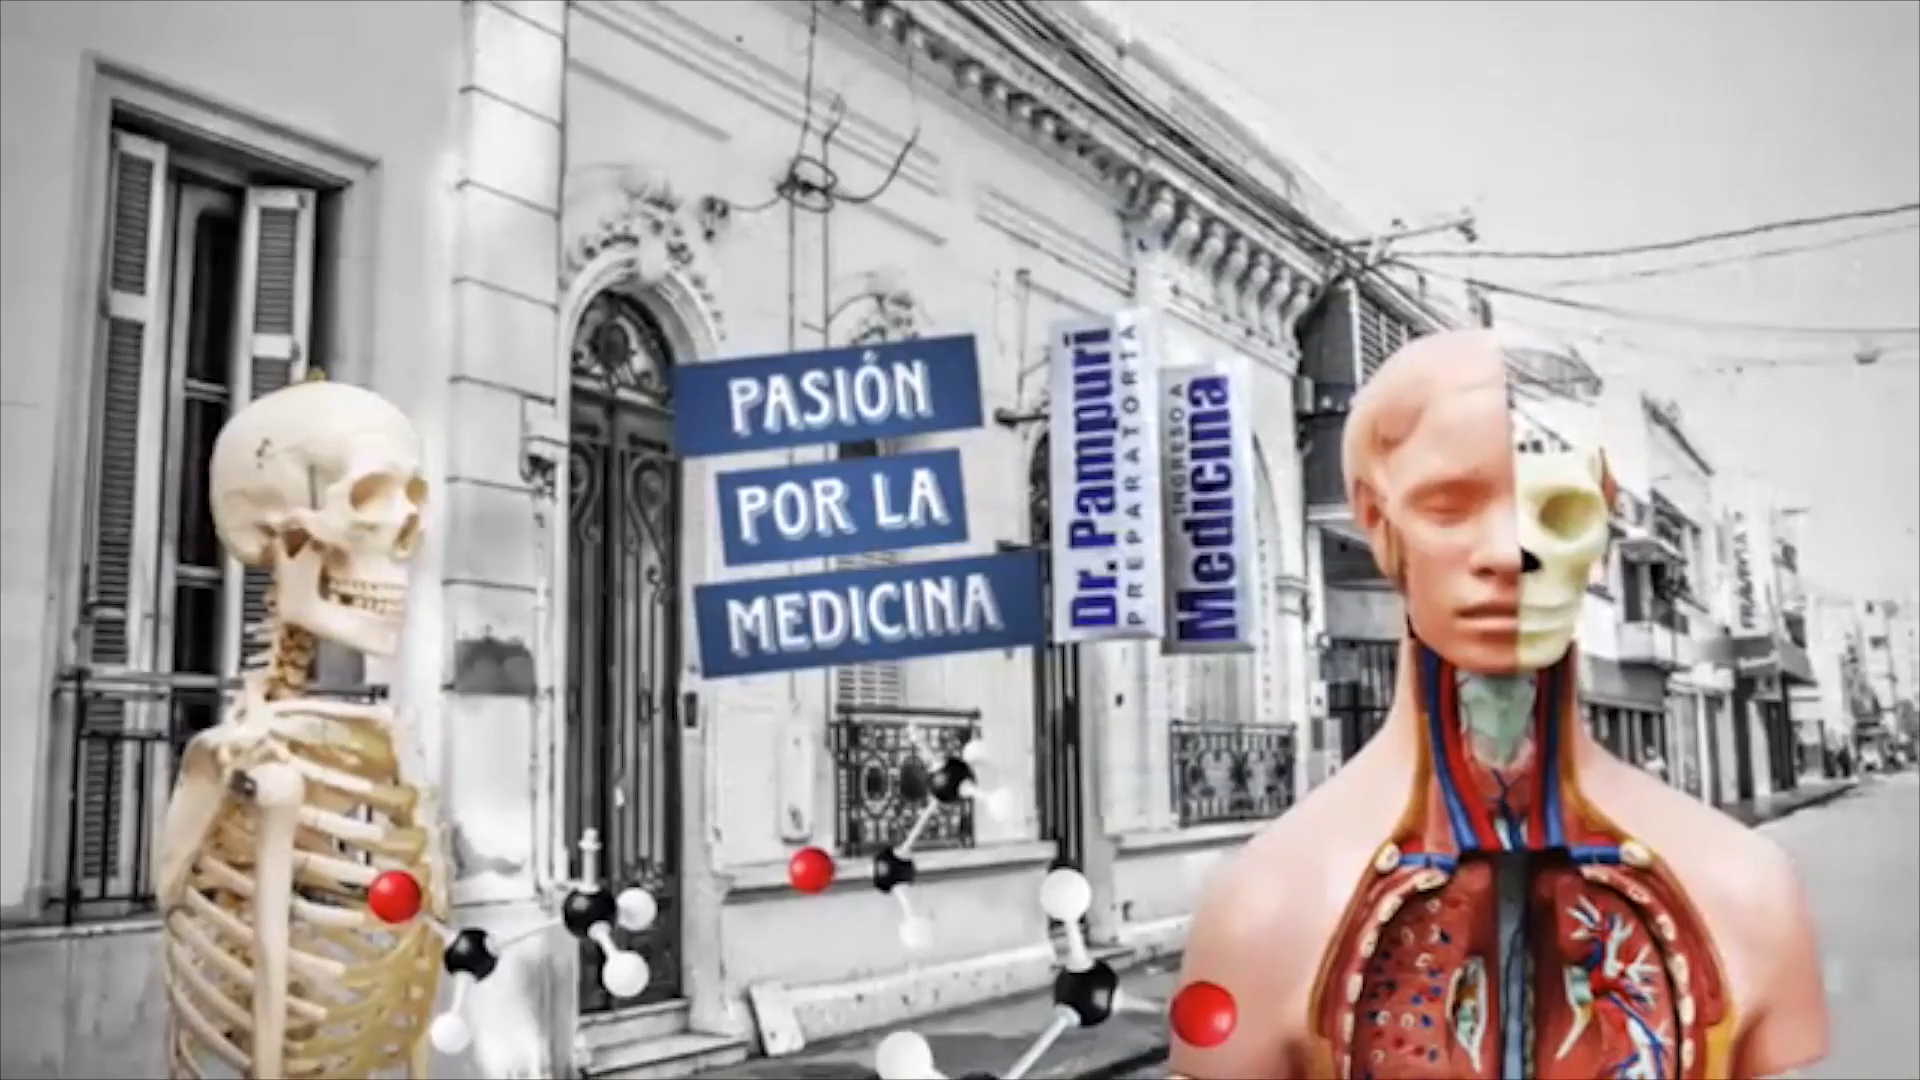 PASIÓN
POR LA
MEDICINA
Dr. Pampuri
PREPARATORIA
INGRESO A
Medicina